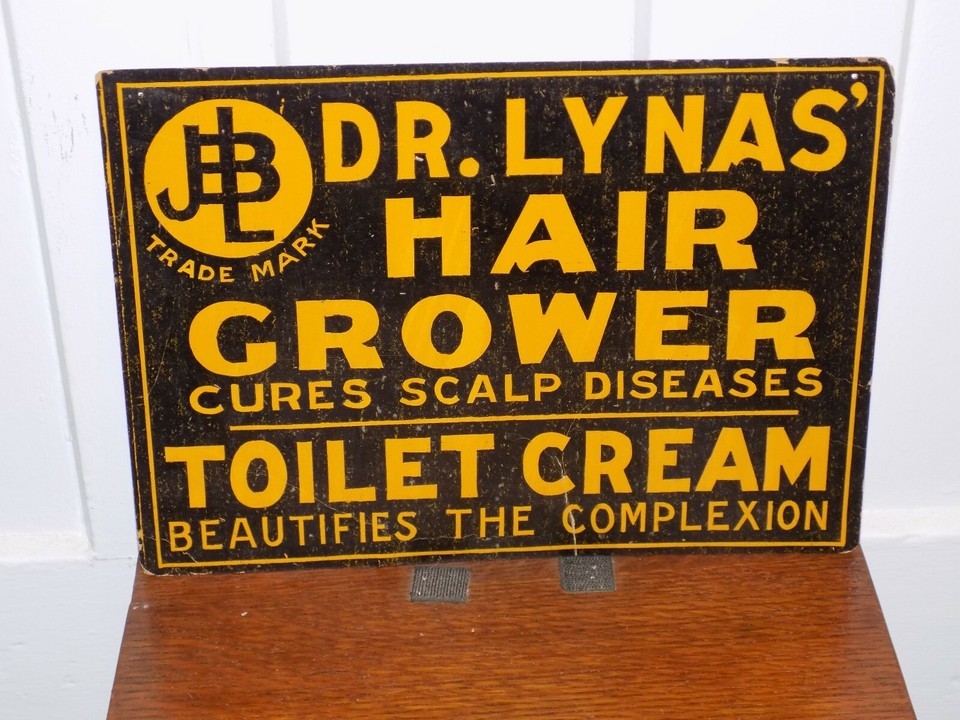 JBL
TRADE MARK
DR. LYNAS'
HAIR
GROWER
CURES SCALP DISEASES
TOILET CREAM
BEAUTIFIES THE COMPLEXION